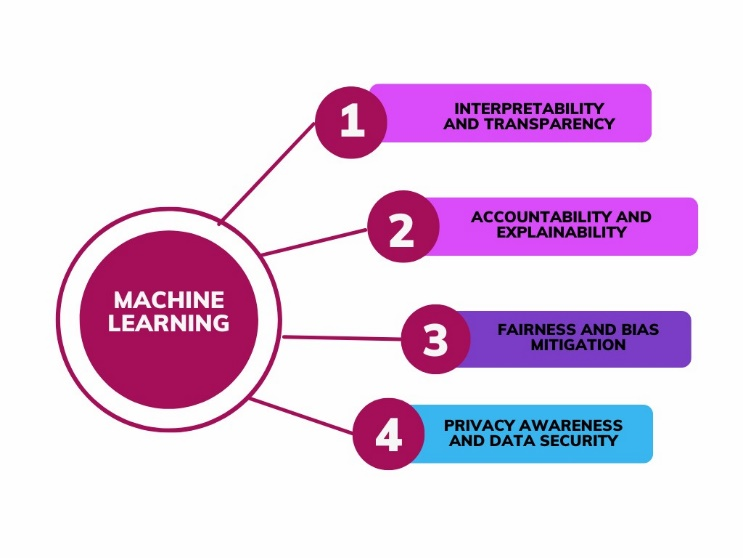 MACHINE
LEARNING
1
INTERPRETABILITY
AND TRANSPARENCY
2
ACCOUNTABILITY AND
EXPLAINABILITY
3
FAIRNESS AND BIAS
MITIGATION
4
PRIVACY AWARENESS
AND DATA SECURITY